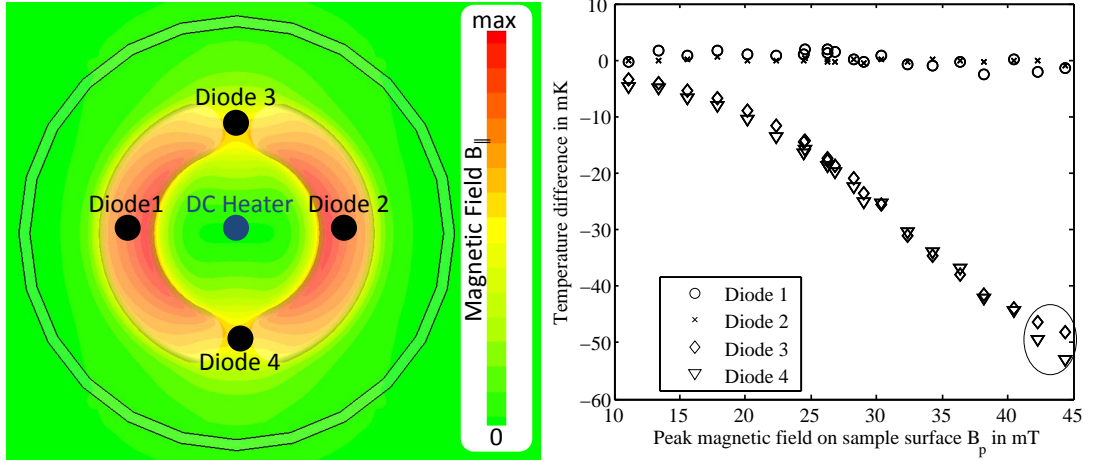 max
Diode 3
Magnetic Field B||
Diode1
DC Heater
Diode 2
Diode 4
0
10
0
−10
−20
−30
−40
−50
−60
Temperature difference in mK
Diode 1
Diode 2
Diode 3
Diode 4
10
15
20
25
30
35
40
45
Peak magnetic field on sample surface B_p in mT